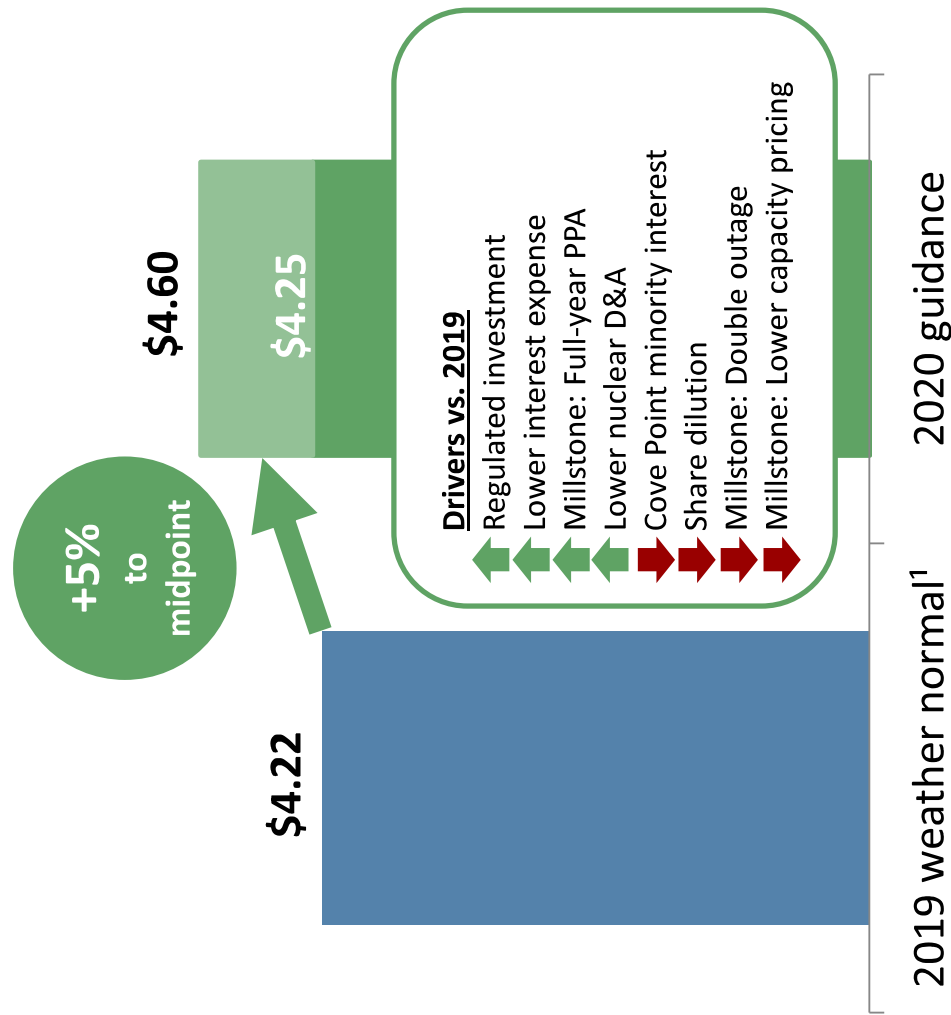 +5%
to
midpoint
$4.60
$4.25
$4.22
Drivers vs. 2019
Regulated investment
Lower interest expense
Millstone: Full-year PPA
Lower nuclear D&A
Cove Point minority interest
Share dilution
Millstone: Double outage
Millstone: Lower capacity pricing
2019 weather normal¹
2020 guidance